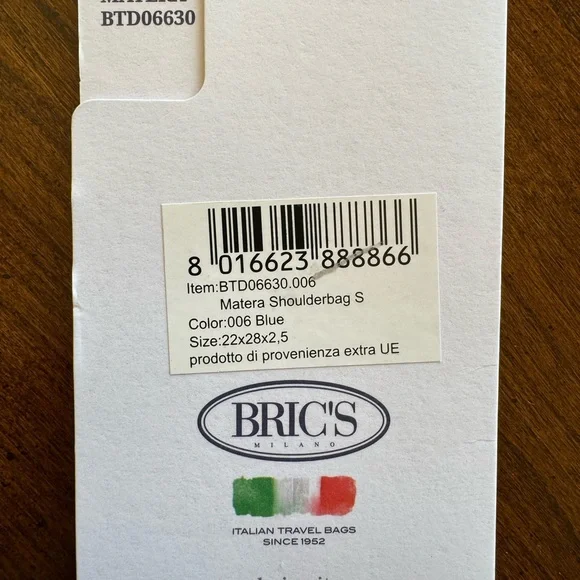 BTD06630
8 016623 888866
Item:BTD06630.006
Matera Shoulderbag S
Color:006 Blue
Size:22x28x2,5
prodotto di provenienza extra UE
BRIC'S
MILANO
ITALIAN TRAVEL BAGS
SINCE 1952